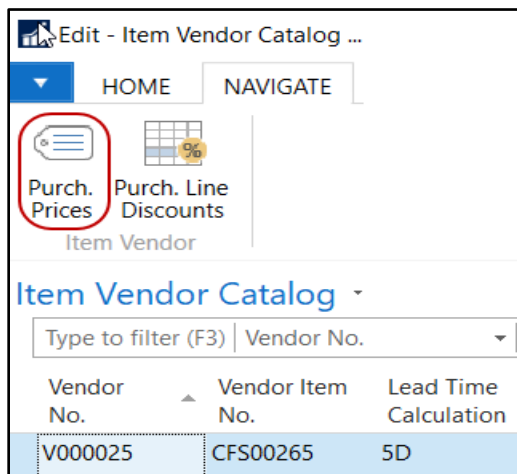 Edit - Item Vendor Catalog ...
HOME NAVIGATE
%
Purch. Prices Purch. Line Discounts
Item Vendor
Item Vendor Catalog
Type to filter (F3) Vendor No.
Vendor No. Vendor Item No. Lead Time Calculation
V000025 CFS00265 5D